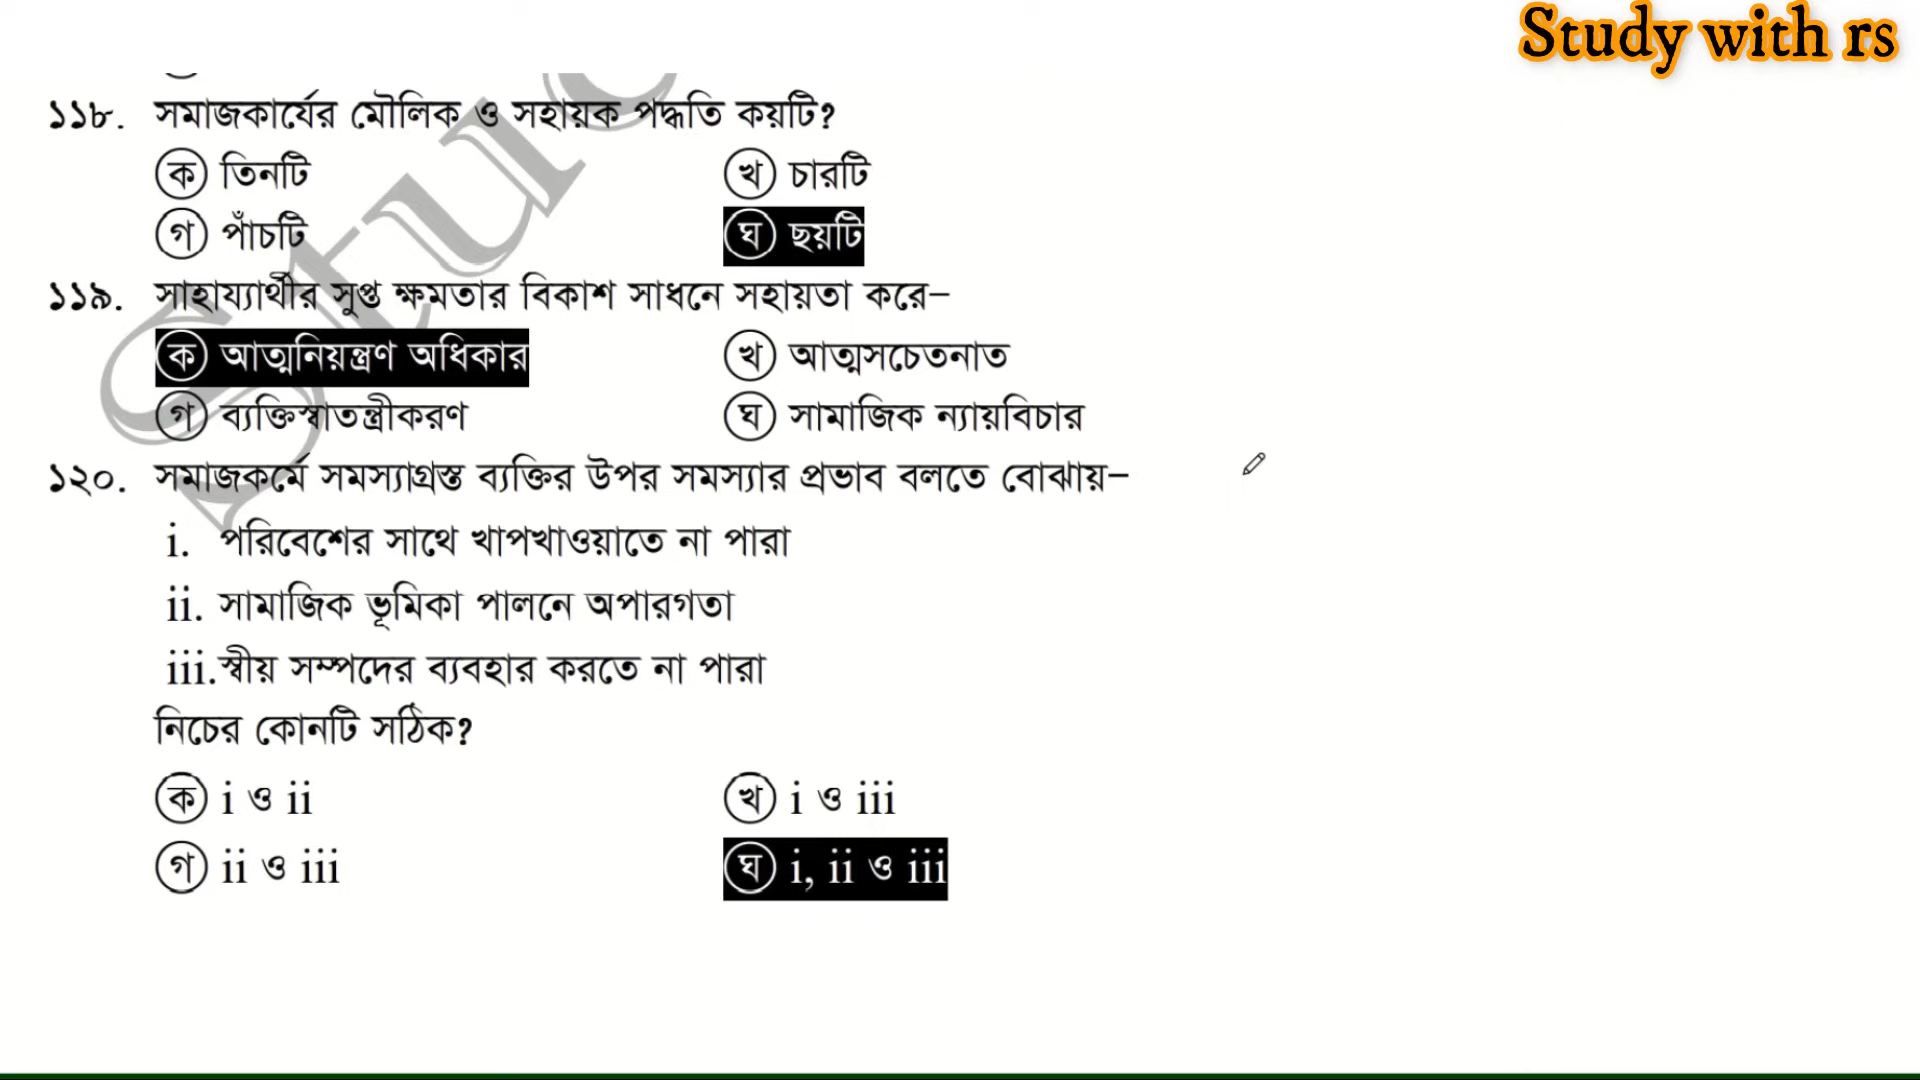 Study with rs
১১৮. সমাজকার্যের মৌলিক ও সহায়ক পদ্ধতি কয়টি?
ক তিনটি খ চারটি
গ পাঁচটি ঘ ছয়টি
১১৯. সাহায্যার্থীর সুপ্ত ক্ষমতার বিকাশ সাধনে সহায়তা করে–
ক আত্মনিয়ন্ত্রণ অধিকার খ আত্মসচেতনাত
গ ব্যক্তিস্বাতন্ত্রীকরণ ঘ সামাজিক ন্যায়বিচার
১২০. সমাজকর্মে সমস্যাগ্রস্ত ব্যক্তির উপর সমস্যার প্রভাব বলতে বোঝায়–
i. পরিবেশের সাথে খাপখাওয়াতে না পারা
ii. সামাজিক ভূমিকা পালনে অপারগতা
iii. স্বীয় সম্পদের ব্যবহার করতে না পারা
নিচের কোনটি সঠিক?
ক i ও ii খ i ও iii
গ ii ও iii ঘ i, ii ও iii